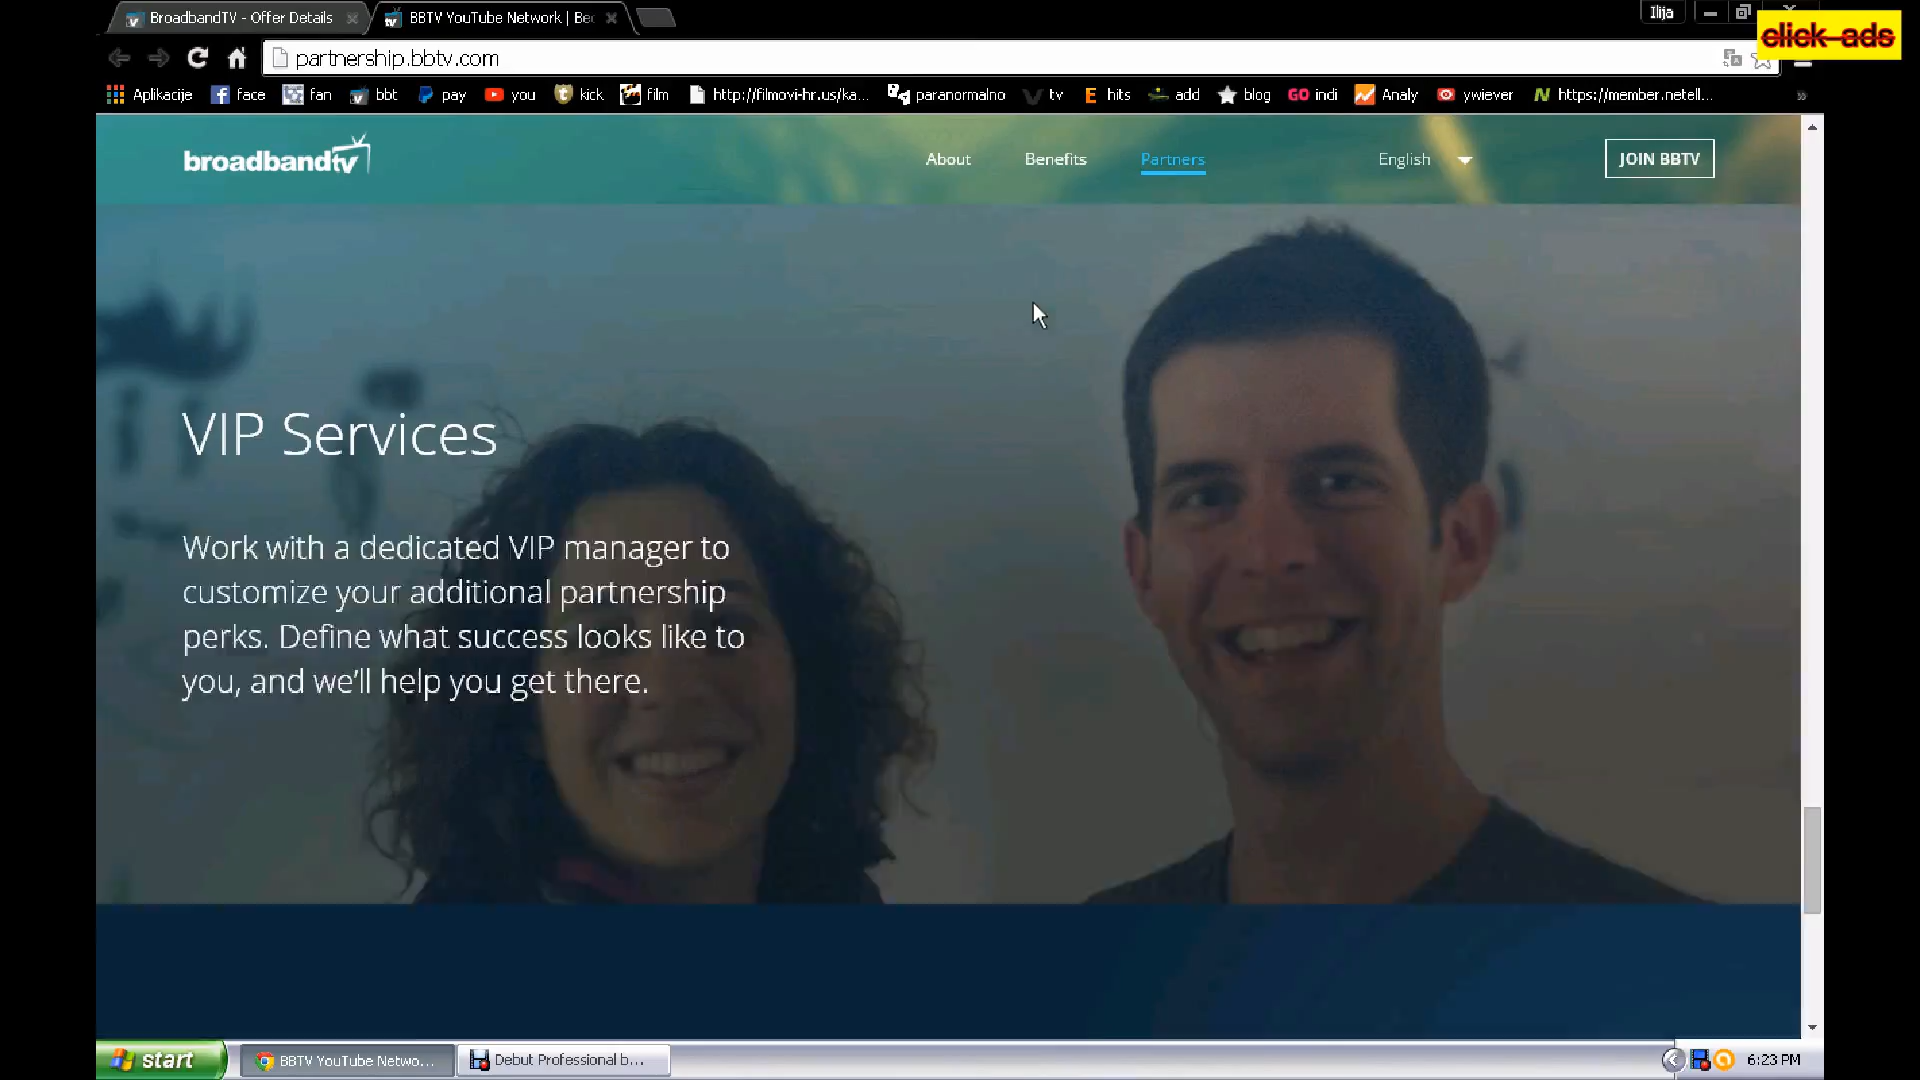 BroadbandTV - Offer Details
BBTV YouTube Network | Bec
Ilija
click-ads
partnership.bbtv.com
Aplikacije face fan bbt pay you kick film http://filmovi-hr.us/ka... paranormalno tv hits add blog indi Analy ywiever https://member.netell...
broadbandtv
About Benefits Partners English JOIN BBTV
VIP Services
Work with a dedicated VIP manager to
customize your additional partnership
perks. Define what success looks like to
you, and we'll help you get there.
start BBTV YouTube Netwo... Debut Professional b... 6:23 PM